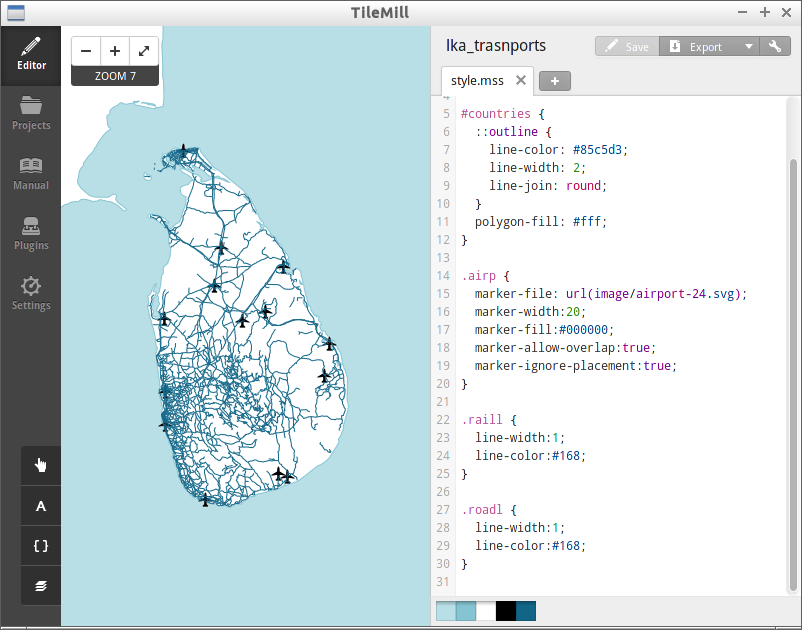 TileMill
Editor
Projects
Manual
Plugins
Settings
ZOOM 7
A
{ }
lka_trasnports
Save
Export
style.mss
4
5 #countries {
6 ::outline {
7 line-color: #85c5d3;
8 line-width: 2;
9 line-join: round;
10 }
11 polygon-fill: #fff;
12 }
13
14 .airp {
15 marker-file: url(image/airport-24.svg);
16 marker-width:20;
17 marker-fill:#000000;
18 marker-allow-overlap:true;
19 marker-ignore-placement:true;
20 }
21
22 .raill {
23 line-width:1;
24 line-color:#168;
25 }
26
27 .roadl {
28 line-width:1;
29 line-color:#168;
30 }
31